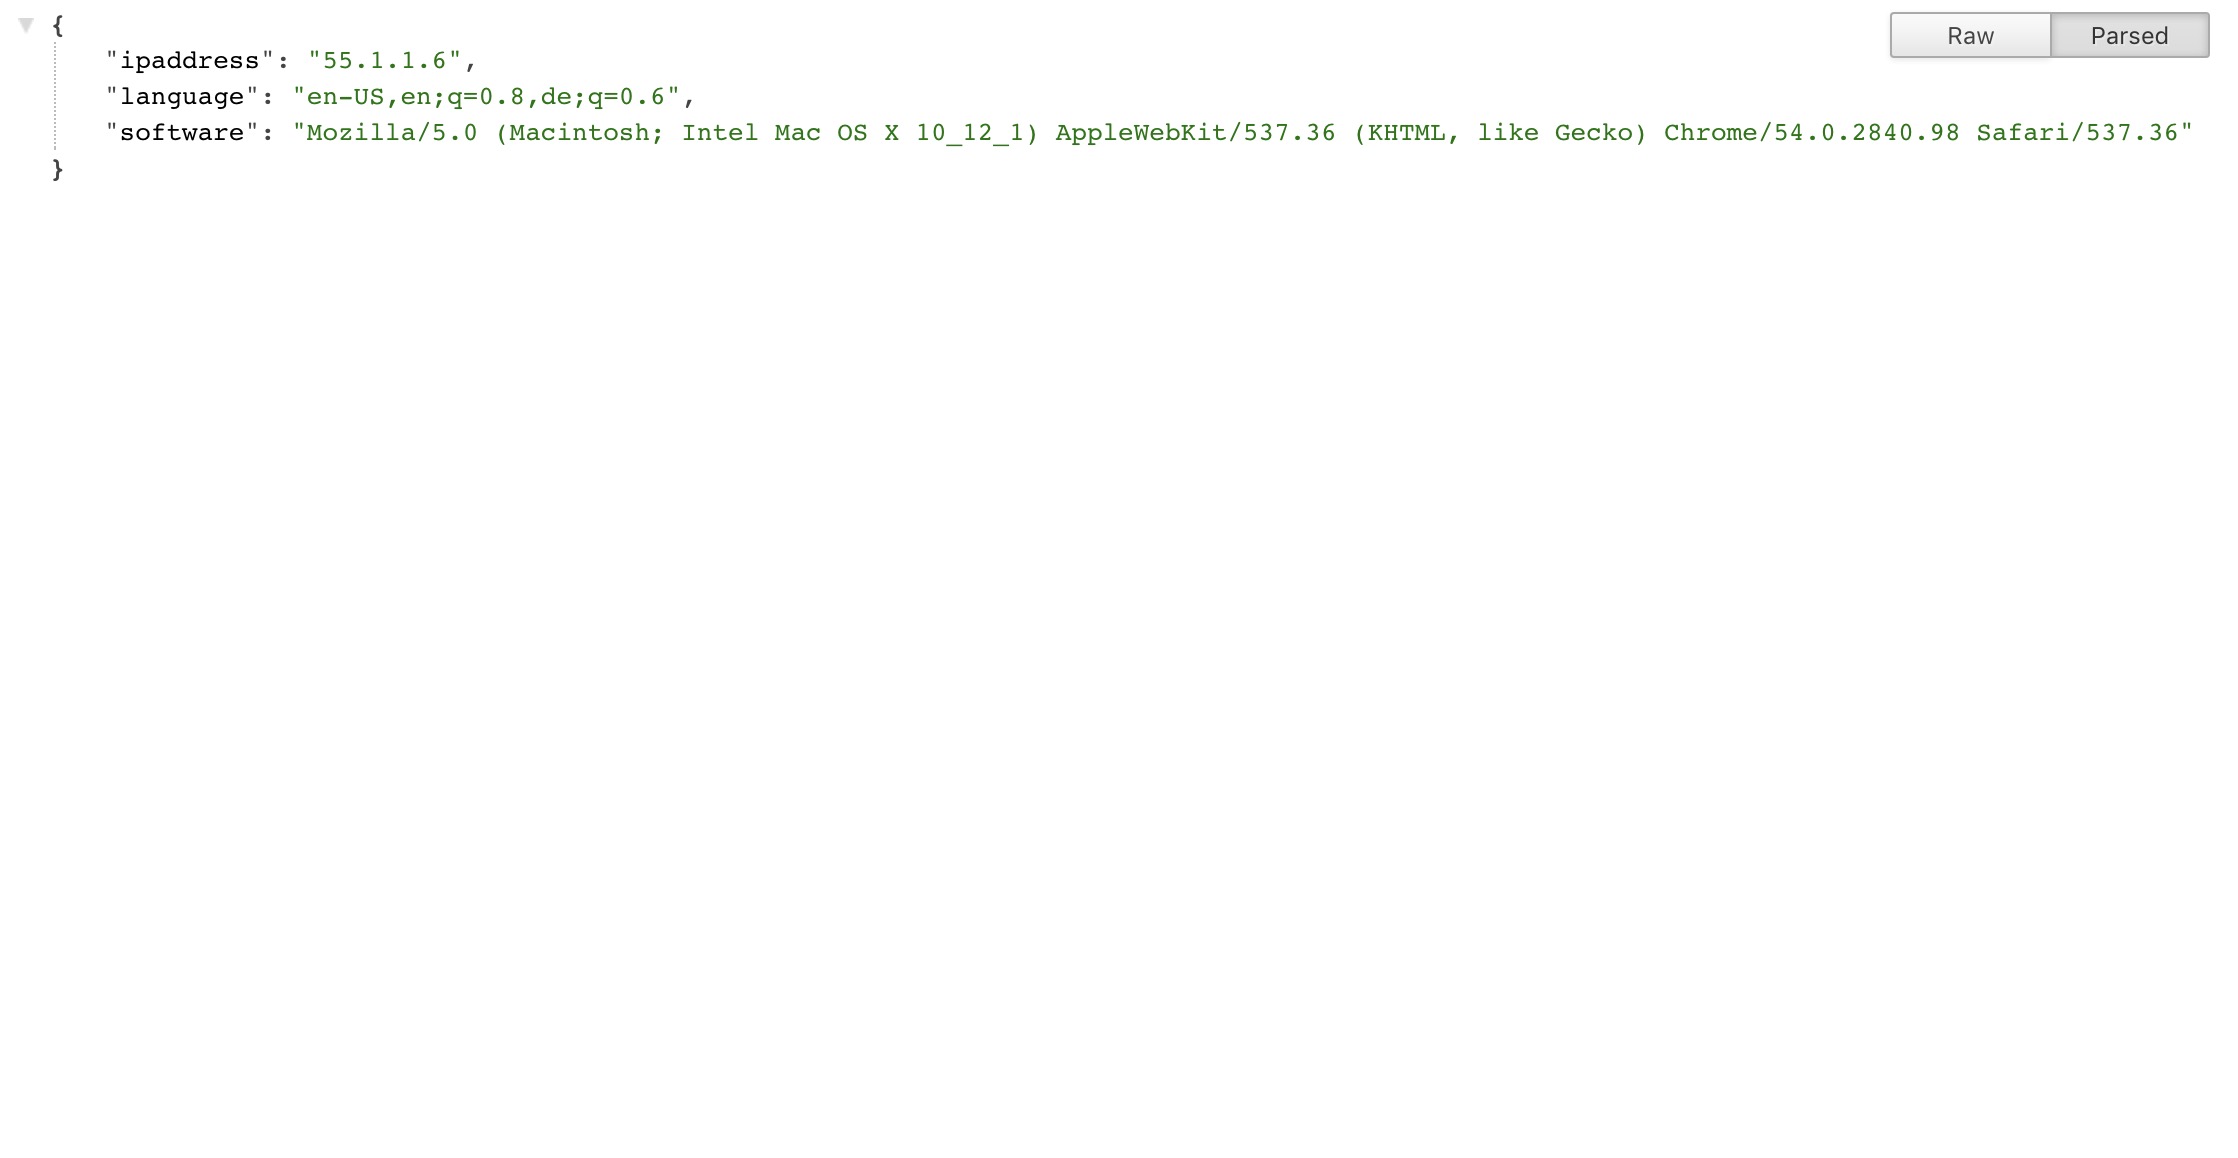 {
Raw Parsed
"ipaddress": "55.1.1.6",
"language": "en-US,en;q=0.8,de;q=0.6",
"software": "Mozilla/5.0 (Macintosh; Intel Mac OS X 10_12_1) AppleWebKit/537.36 (KHTML, like Gecko) Chrome/54.0.2840.98 Safari/537.36"
}